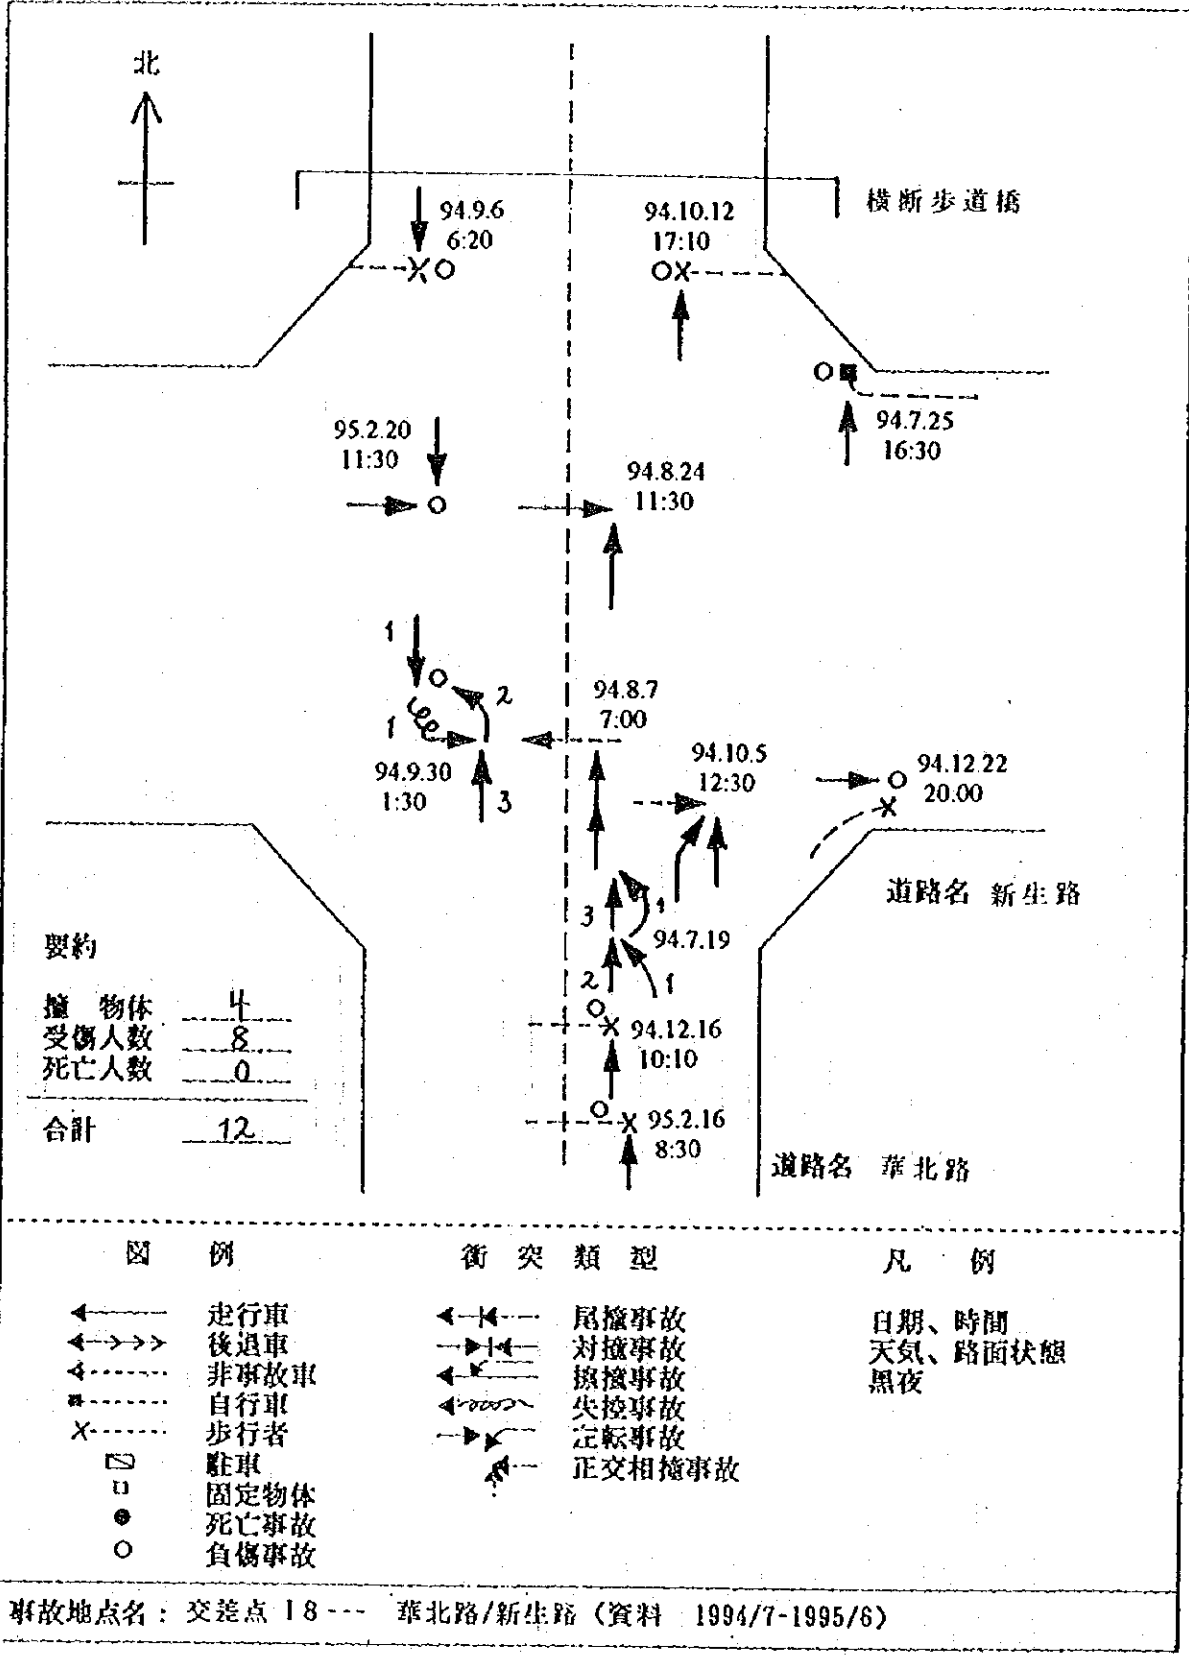 北
横断歩道橋
94.9.6
6:20
94.10.12
17:10
94.7.25
16:30
95.2.20
11:30
94.8.24
11:30
1
2
1
94.9.30
1:30
3
94.8.7
7:00
94.10.5
12:30
94.12.22
20.00
道路名 新生路
3
1
94.7.19
2
1
94.12.16
10:10
95.2.16
8:30
道路名 華北路
要約
撞 物体 4
受傷人数 8
死亡人数 0
合計 12
図 例
走行車
後退車
非事故車
自行車
歩行者
駐車
固定物体
死亡事故
負傷事故
衝 突 類 型
尾撞事故
対撞事故
擦撞事故
失控事故
左転事故
正交相撞事故
凡 例
日期、時間
天気、路面状態
黒夜
事故地点名：交差点 18--- 華北路/新生路（資料 1994/7-1995/6）